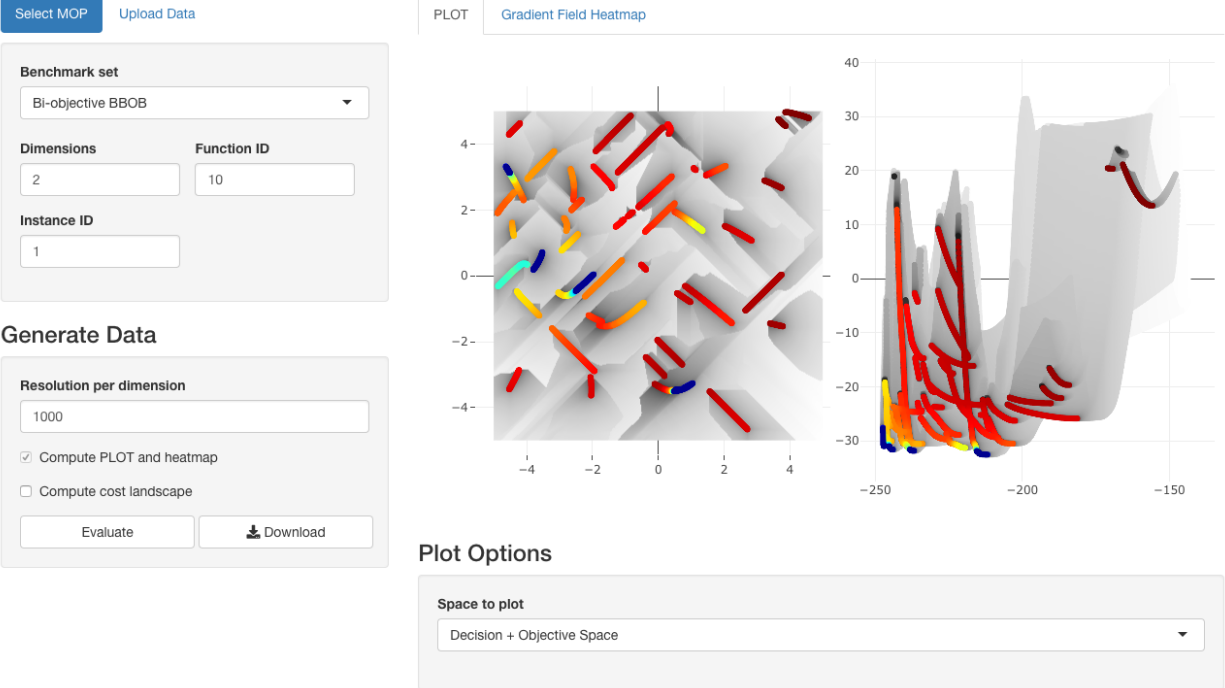 Select MOP
Upload Data
Benchmark set
Bi-objective BBOB
Dimensions
Function ID
2
10
Instance ID
1
Generate Data
Resolution per dimension
1000
Compute PLOT and heatmap
Compute cost landscape
Evaluate
Download
PLOT
Gradient Field Heatmap
4
2
0
−2
−4
−4
−2
0
2
4
40
30
20
10
0
−10
−20
−30
−250
−200
−150
Plot Options
Space to plot
Decision + Objective Space